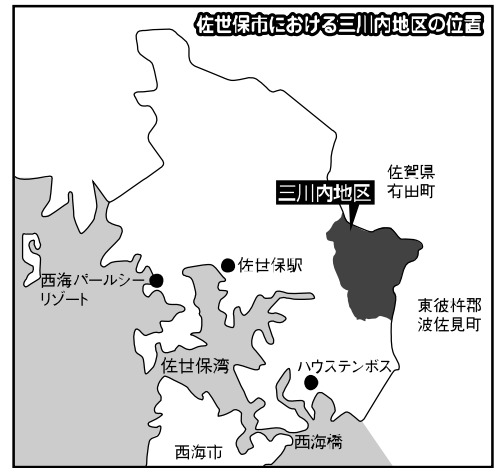 佐世保市における三川内地区の位置
佐賀県
有田町
三川内地区
佐世保駅
西海パールシー
リゾート
東彼杵郡
波佐見町
佐世保湾
ハウステンボス
西海橋
西海市